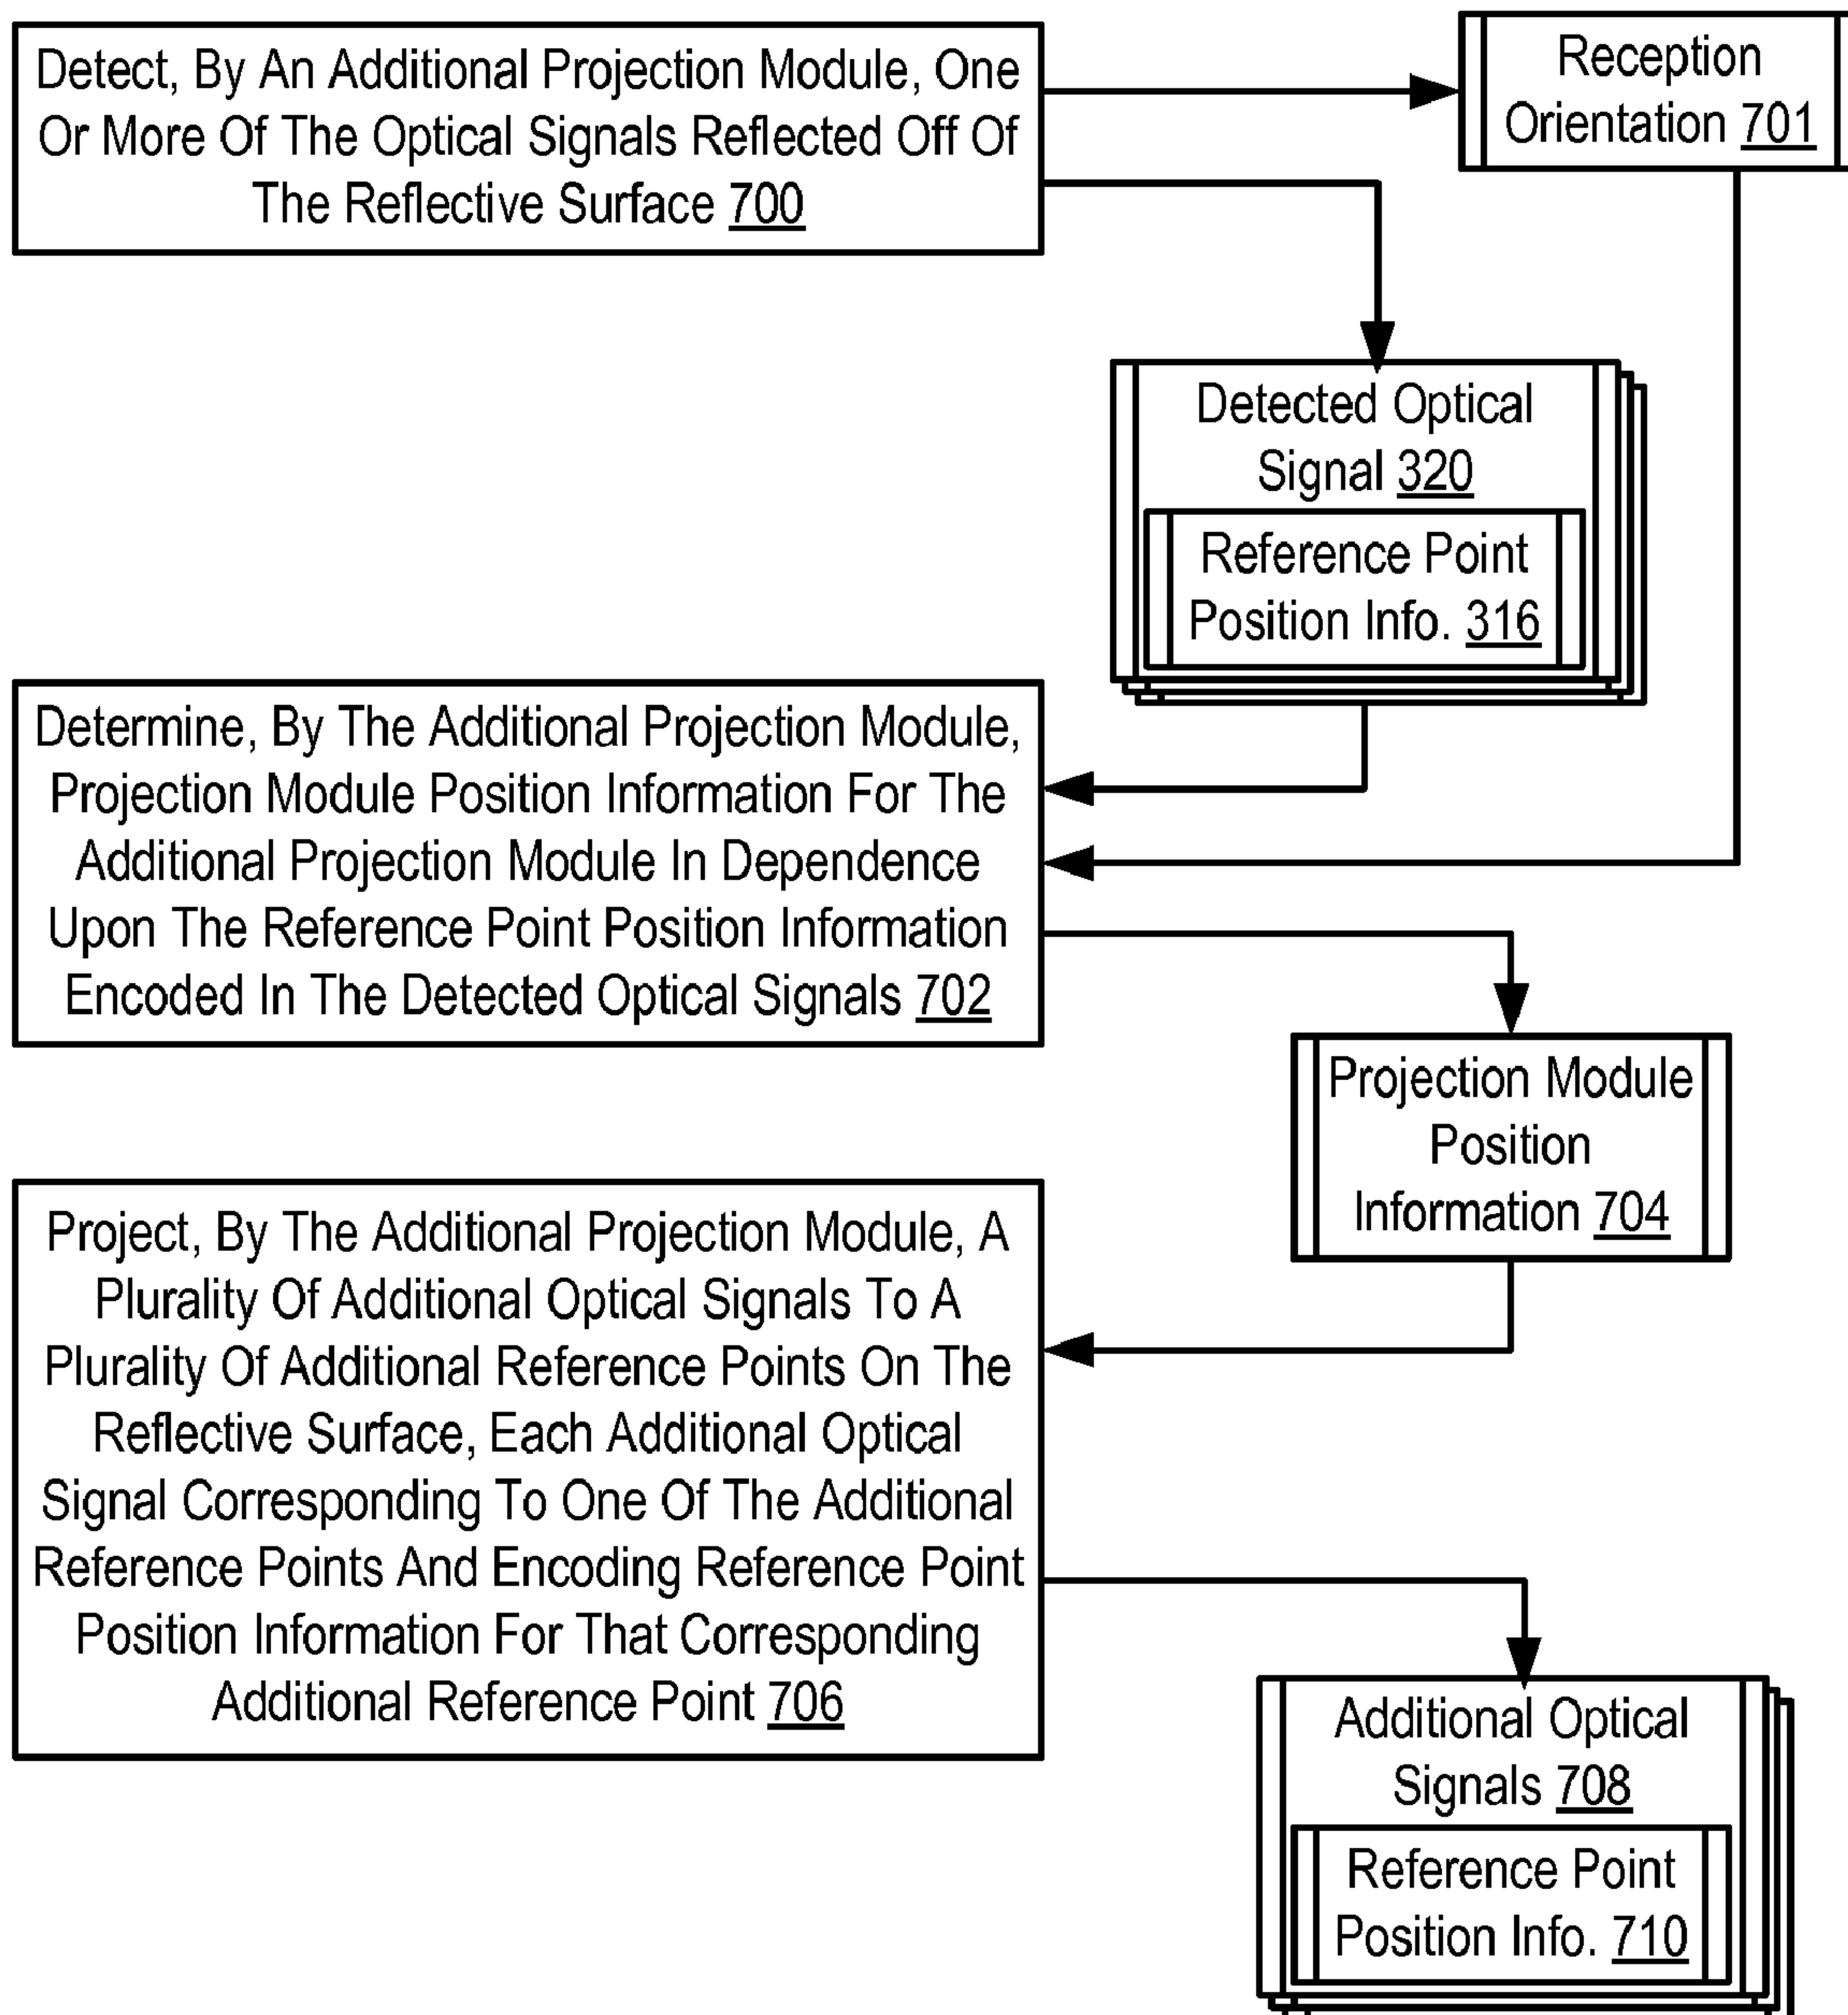 Detect, By An Additional Projection Module, One
Or More Of The Optical Signals Reflected Off Of
The Reflective Surface 700
Reception
Orientation 701
Detected Optical
Signal 320
Reference Point
Position Info. 316
Determine, By The Additional Projection Module,
Projection Module Position Information For The
Additional Projection Module In Dependence
Upon The Reference Point Position Information
Encoded In The Detected Optical Signals 702
Projection Module
Position
Information 704
Project, By The Additional Projection Module, A
Plurality Of Additional Optical Signals To A
Plurality Of Additional Reference Points On The
Reflective Surface, Each Additional Optical
Signal Corresponding To One Of The Additional
Reference Points And Encoding Reference Point
Position Information For That Corresponding
Additional Reference Point 706
Additional Optical
Signals 708
Reference Point
Position Info. 710